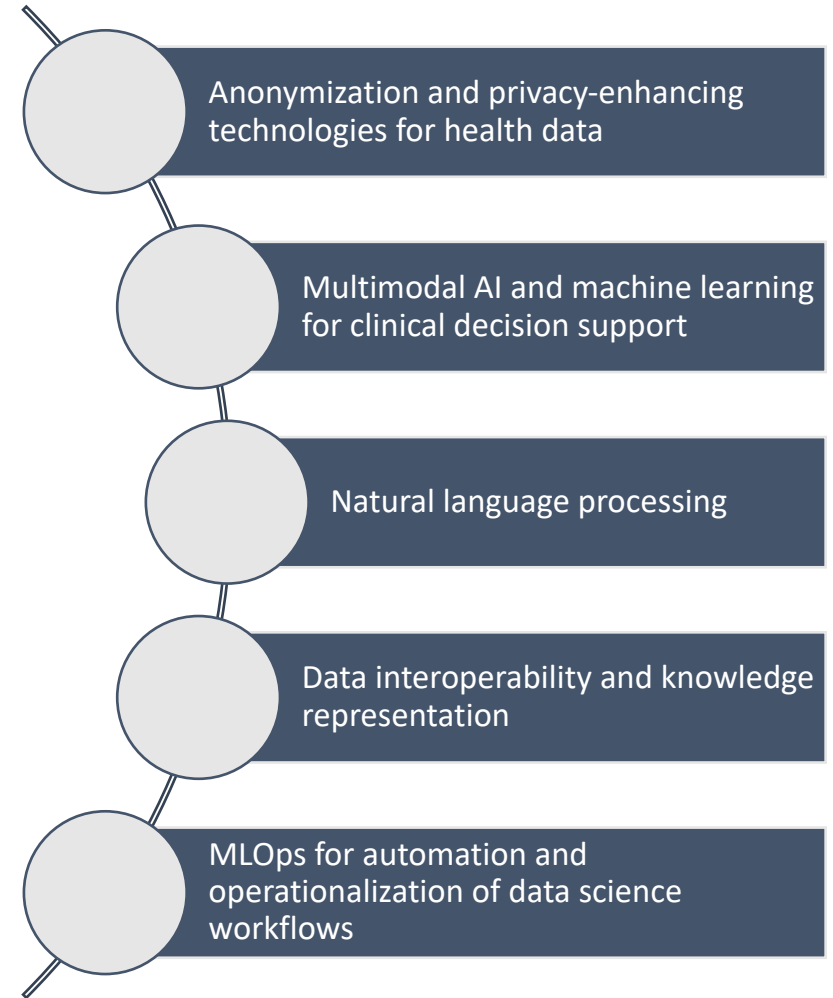 Anonymization and privacy-enhancing
technologies for health data
Multimodal AI and machine learning
for clinical decision support
Natural language processing
Data interoperability and knowledge
representation
MLOps for automation and
operationalization of data science
workflows